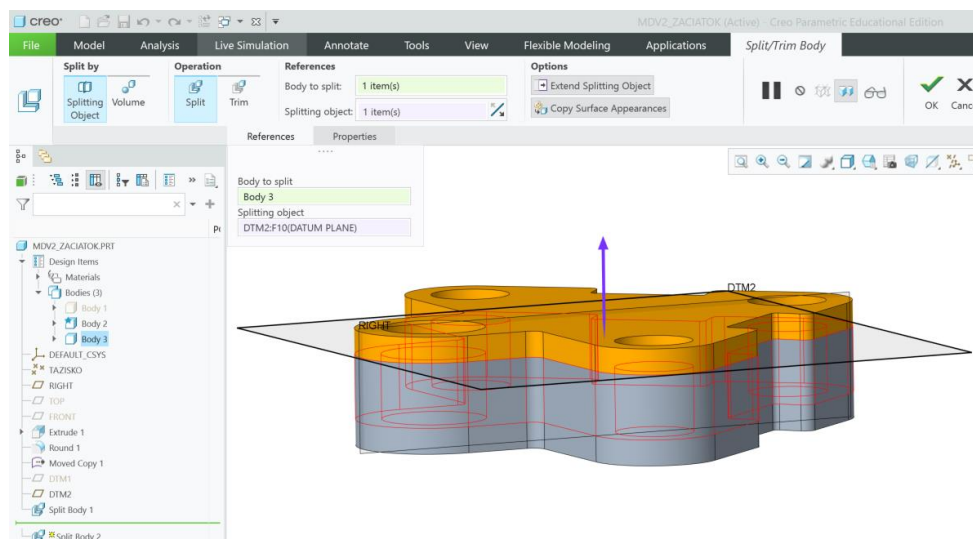 creo®
MDV2_ZACIATOK (Active) - Creo Parametric Educational Edition
File Model Analysis Live Simulation Annotate Tools View Flexible Modeling Applications Split/Trim Body
Split by Operation References Options
Splitting Object Volume Split Trim
Body to split: 1 item(s) Extend Splitting Object
Splitting object: 1 item(s) Copy Surface Appearances
OK
References Properties
Body to split
Body 3
Splitting object
DTM2:F10(DATUM PLANE)
MDV2_ZACIATOK.PRT
Design Items
Materials
Bodies (3)
Body 1
Body 2
Body 3
DEFAULT_CSYS
TAZISKO
RIGHT
TOP
FRONT
Extrude 1
Round 1
Moved Copy 1
DTM1
DTM2
Split Body 1
Split Body 2
DTM2
RIGHT